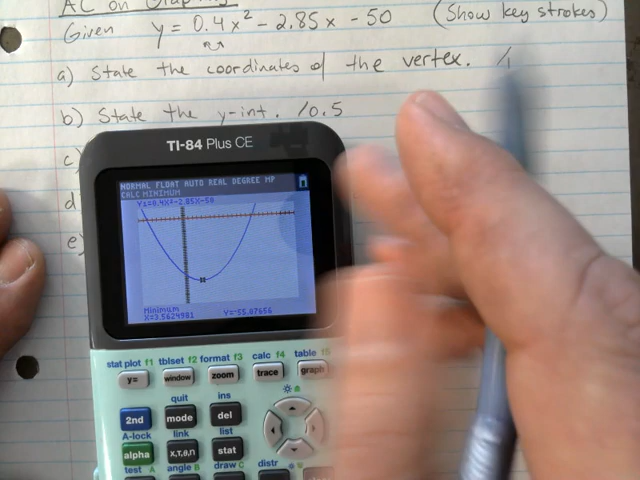 AC on Graphing
Given y = 0.4x² - 2.85x - 50 (Show key strokes)
a) State the coordinates of the vertex. /1
b) State the y-int. /0.5
c)
d
e)
TI-84 Plus CE
NORMAL FLOAT AUTO REAL DEGREE MP
CALC MINIMUM
Y1=0.4X²-2.85X-50
Minimum
X=3.5624981 Y=-55.07656
stat plot f1 tblset f2 format f3 calc f4 table f5
y= window zoom trace graph
quit ins
2nd mode del
A-lock link list
alpha X,T,θ,n stat
test A angle B draw C distr